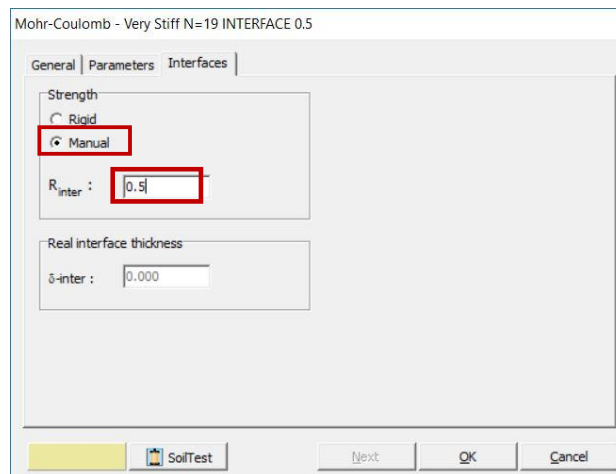 Mohr-Coulomb - Very Stiff N=19 INTERFACE 0.5
General Parameters Interfaces
Strength
Rigid
Manual
Rinter : 0.5
Real interface thickness
δ-inter : 0.000
SoilTest Next OK Cancel